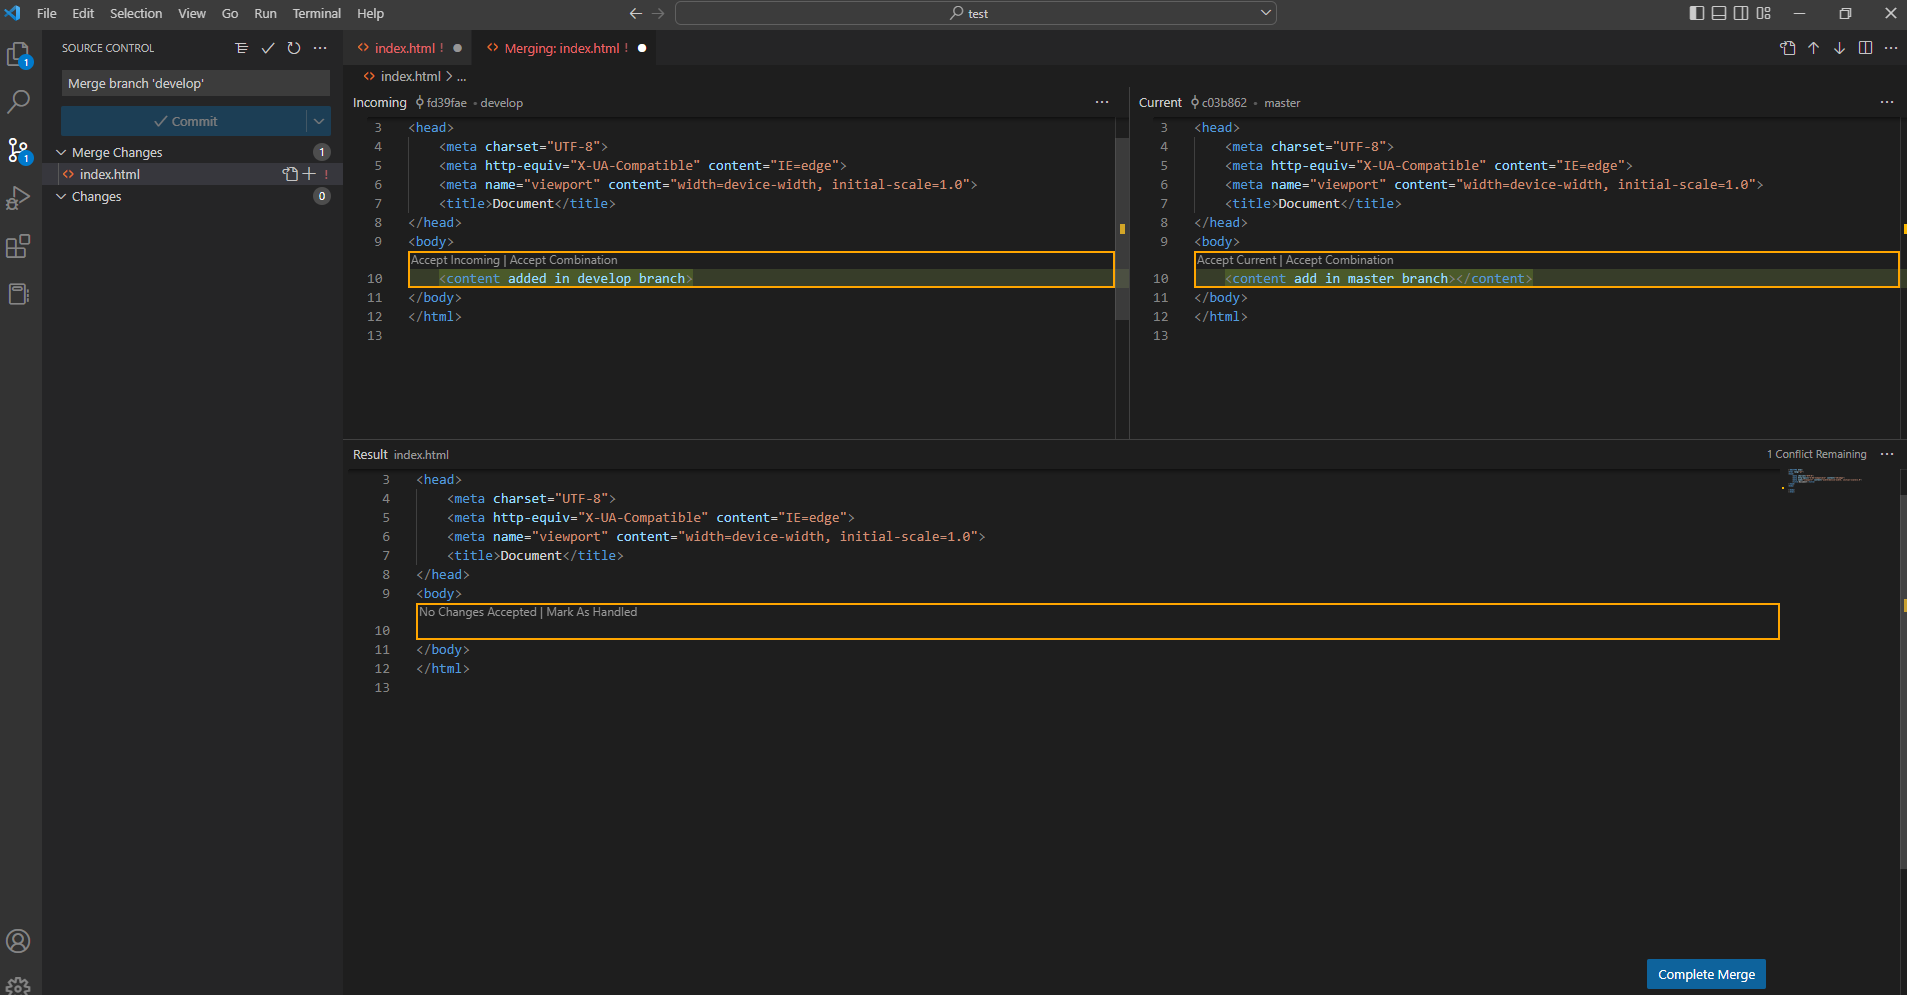 File Edit Selection View Go Run Terminal Help
test
SOURCE CONTROL
Merge branch 'develop'
Commit
Merge Changes 1
index.html !
Changes 0
1
1
index.html ! Merging: index.html !
index.html > ...
Incoming fd39fae • develop
3 <head>
4 <meta charset="UTF-8">
5 <meta http-equiv="X-UA-Compatible" content="IE=edge">
6 <meta name="viewport" content="width=device-width, initial-scale=1.0">
7 <title>Document</title>
8 </head>
9 <body>
Accept Incoming | Accept Combination
10 <content added in develop branch>
11 </body>
12 </html>
13
Current c03b862 • master
3 <head>
4 <meta charset="UTF-8">
5 <meta http-equiv="X-UA-Compatible" content="IE=edge">
6 <meta name="viewport" content="width=device-width, initial-scale=1.0">
7 <title>Document</title>
8 </head>
9 <body>
Accept Current | Accept Combination
10 <content add in master branch></content>
11 </body>
12 </html>
13
Result index.html
1 Conflict Remaining
3 <head>
4 <meta charset="UTF-8">
5 <meta http-equiv="X-UA-Compatible" content="IE=edge">
6 <meta name="viewport" content="width=device-width, initial-scale=1.0">
7 <title>Document</title>
8 </head>
9 <body>
No Changes Accepted | Mark As Handled
10
11 </body>
12 </html>
13
Complete Merge